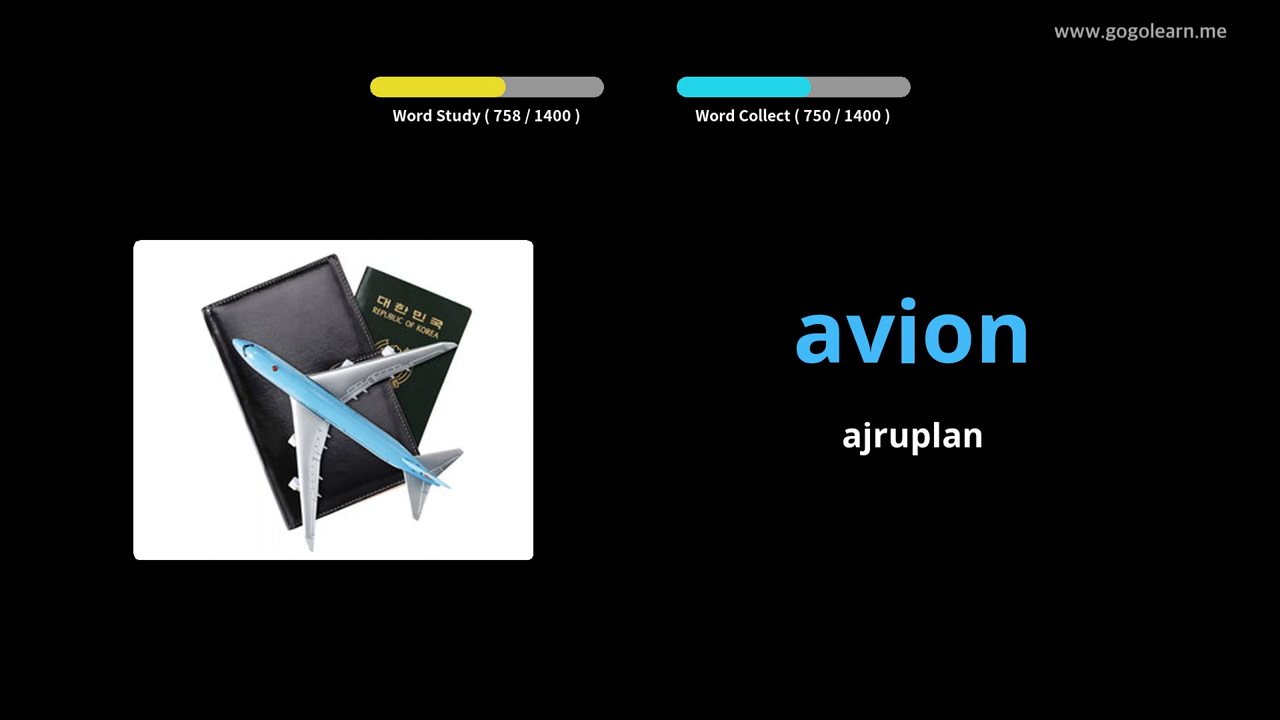 www.gogolearn.me
Word Study ( 758 / 1400 )
Word Collect ( 750 / 1400 )
대한민국
REPUBLIC OF KOREA
avion
ajruplan